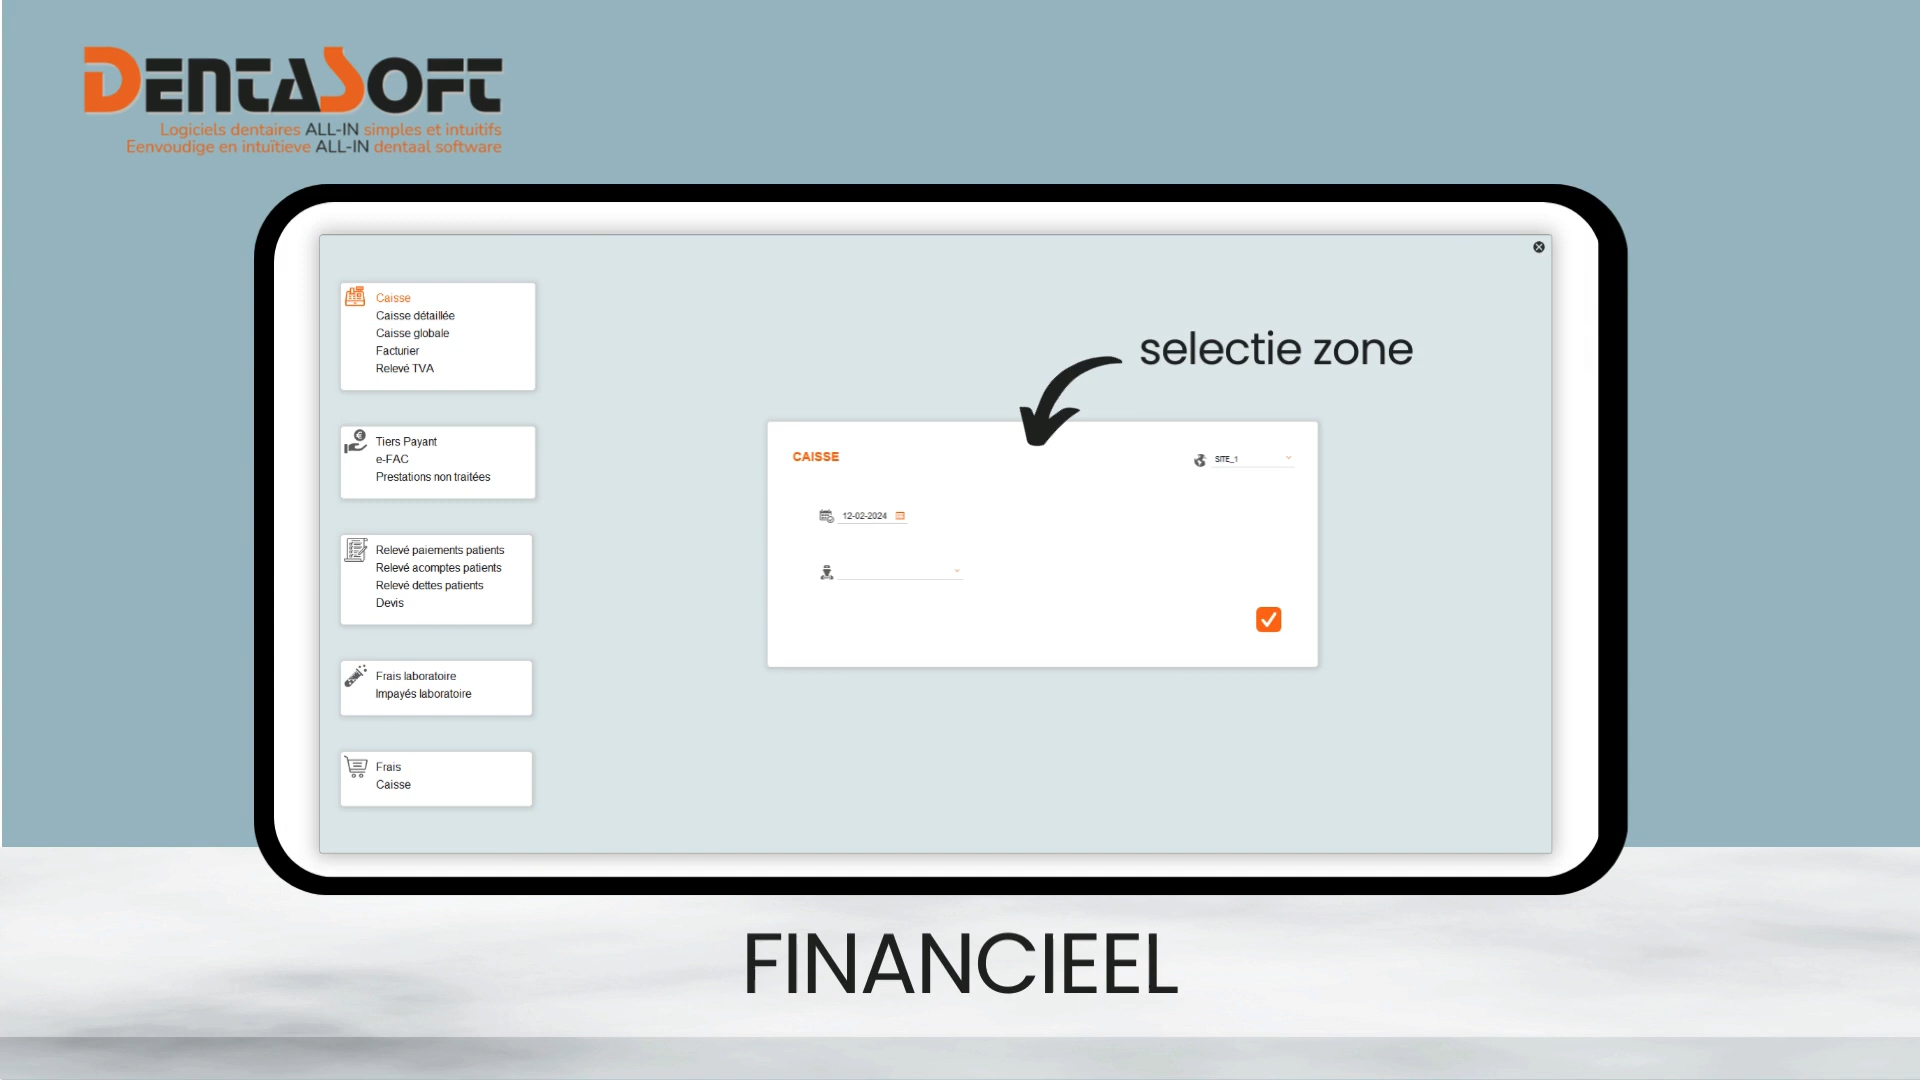 DENTASOFT
Logiciels dentaires ALL-IN simples et intuitifs
Eenvoudige en intuïtieve ALL-IN dentaal software
Caisse
Caisse détaillée
Caisse globale
Facturier
Relevé TVA
Tiers Payant
e-FAC
Prestations non traitées
Relevé paiements patients
Relevé acomptes patients
Relevé dettes patients
Devis
Frais laboratoire
Impayés laboratoire
Frais
Caisse
selectie zone
CAISSE
SITE_1
12-02-2024
FINANCIEEL